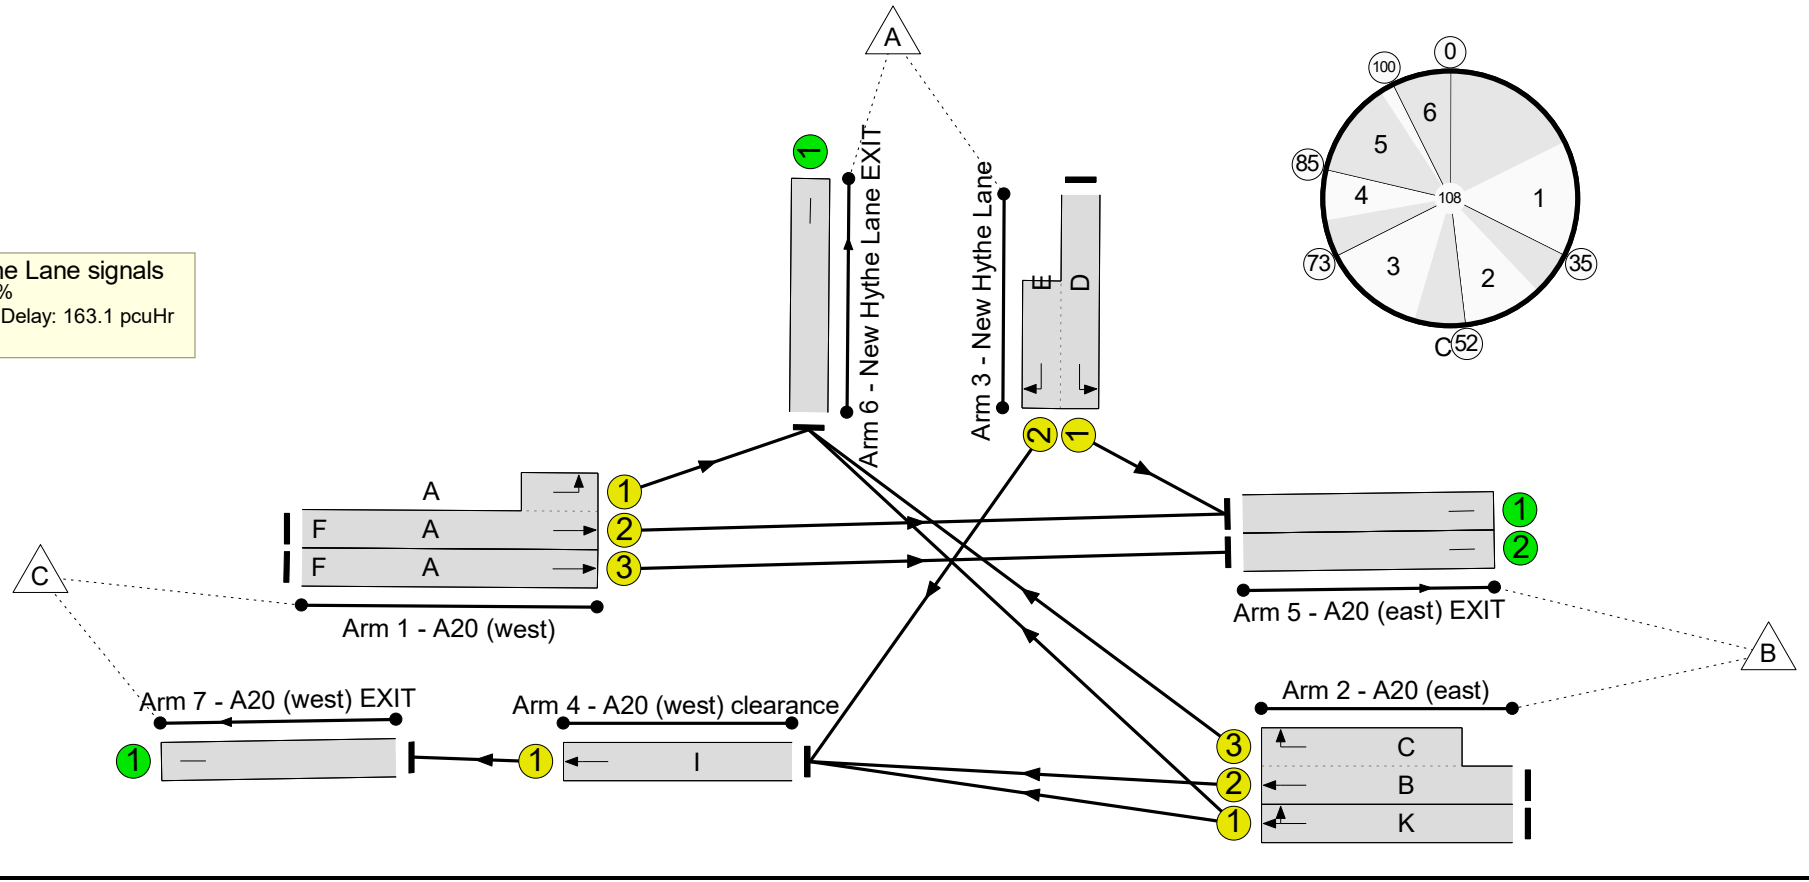 A
0
100
6
1
5
85
4
108
1
73
3
2
35
C
52
Arm 6 - New Hythe Lane EXIT
Arm 3 - New Hythe Lane
E
D
2
1
ne Lane signals
%
Delay: 163.1 pcuHr
A
1
F
A
2
F
A
3
C
Arm 1 - A20 (west)
1
2
Arm 5 - A20 (east) EXIT
B
Arm 7 - A20 (west) EXIT
1
Arm 4 - A20 (west) clearance
1
I
Arm 2 - A20 (east)
3
C
2
B
1
K